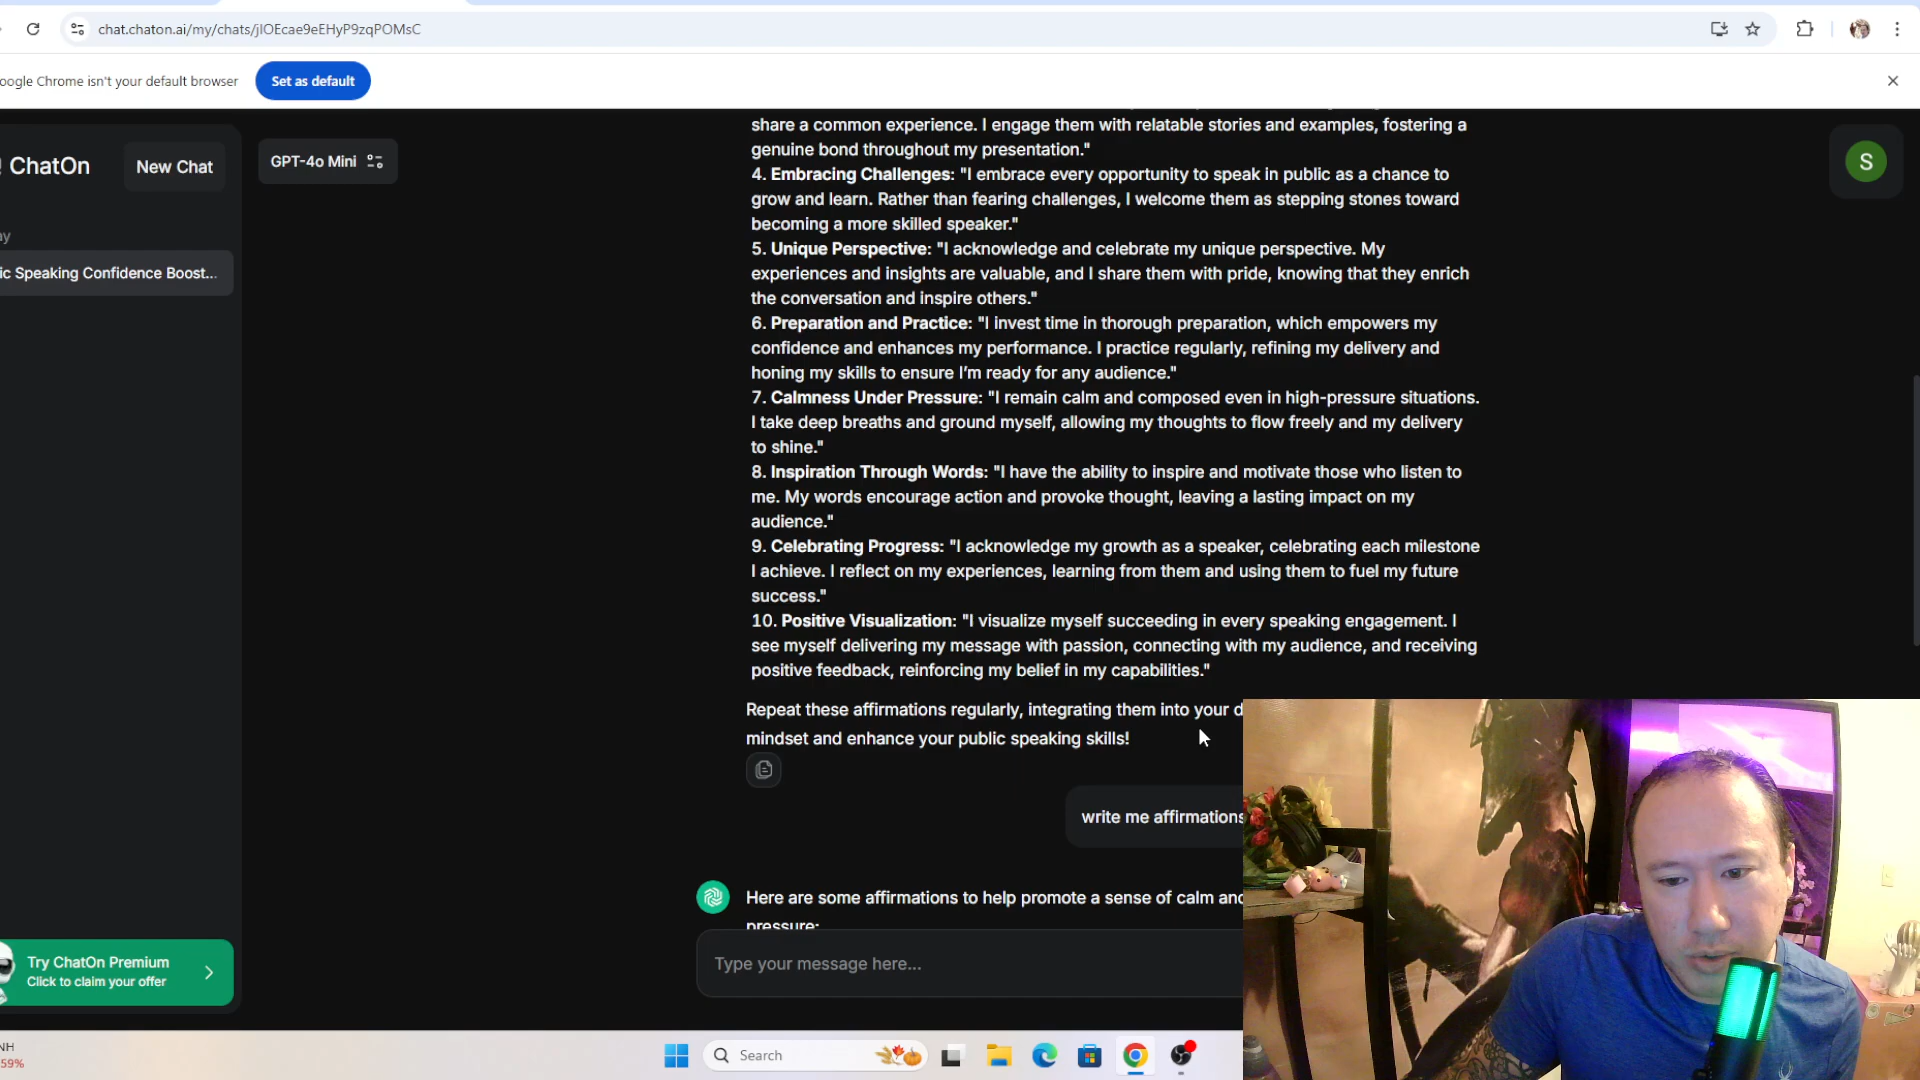 chat.chaton.ai/my/chats/jIOEcae9eEHyP9zqPOMsC
oogle Chrome isn't your default browser
Set as default
ChatOn
New Chat
GPT-4o Mini
S
ay
ic Speaking Confidence Boost...
share a common experience. I engage them with relatable stories and examples, fostering a
genuine bond throughout my presentation."
4. Embracing Challenges: "I embrace every opportunity to speak in public as a chance to
grow and learn. Rather than fearing challenges, I welcome them as stepping stones toward
becoming a more skilled speaker."
5. Unique Perspective: "I acknowledge and celebrate my unique perspective. My
experiences and insights are valuable, and I share them with pride, knowing that they enrich
the conversation and inspire others."
6. Preparation and Practice: "I invest time in thorough preparation, which empowers my
confidence and enhances my performance. I practice regularly, refining my delivery and
honing my skills to ensure I'm ready for any audience."
7. Calmness Under Pressure: "I remain calm and composed even in high-pressure situations.
I take deep breaths and ground myself, allowing my thoughts to flow freely and my delivery
to shine."
8. Inspiration Through Words: "I have the ability to inspire and motivate those who listen to
me. My words encourage action and provoke thought, leaving a lasting impact on my
audience."
9. Celebrating Progress: "I acknowledge my growth as a speaker, celebrating each milestone
I achieve. I reflect on my experiences, learning from them and using them to fuel my future
success."
10. Positive Visualization: "I visualize myself succeeding in every speaking engagement. I
see myself delivering my message with passion, connecting with my audience, and receiving
positive feedback, reinforcing my belief in my capabilities."
Repeat these affirmations regularly, integrating them into your d
mindset and enhance your public speaking skills!
write me affirmations
Here are some affirmations to help promote a sense of calm and
pressure:
Type your message here...
Try ChatOn Premium
Click to claim your offer
NH
59%
Search